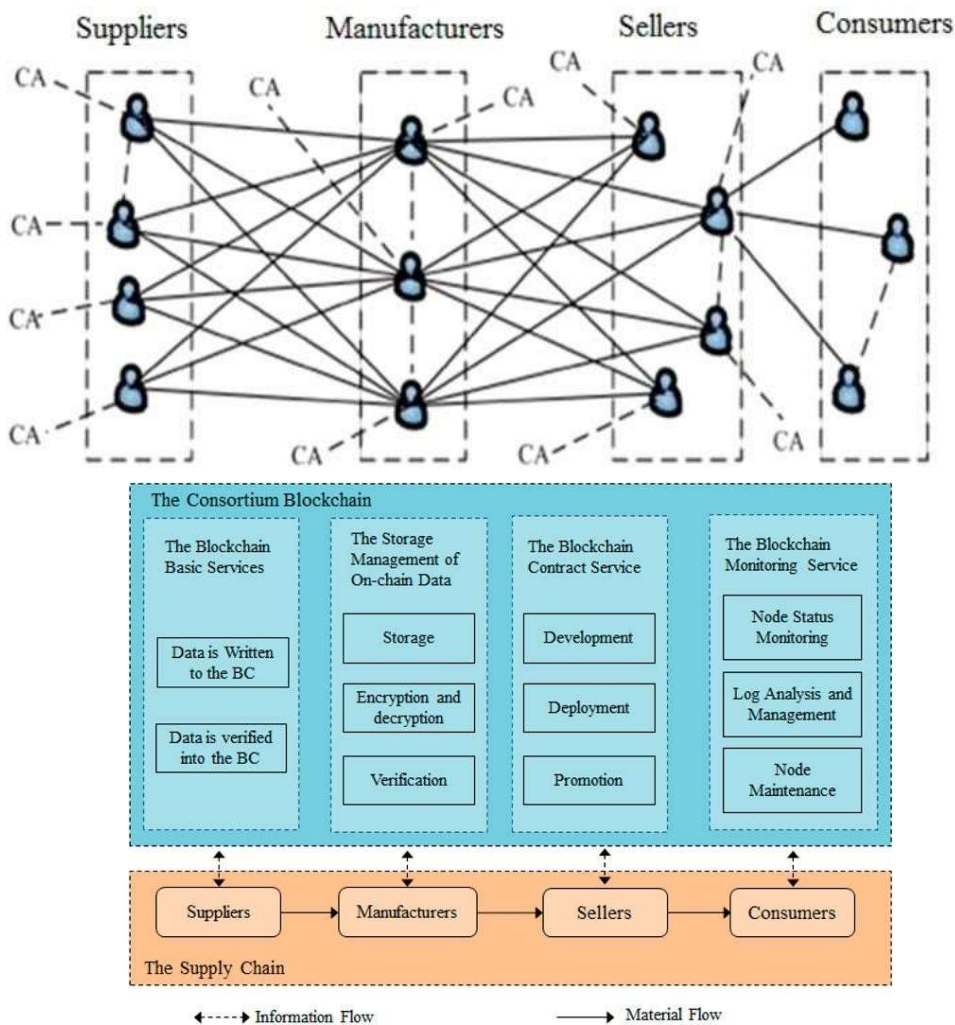 Suppliers
Manufacturers
Sellers
Consumers
CA
CA
CA
CA
CA
CA
CA
CA
CA
CA
CA
The Consortium Blockchain
The Blockchain
Basic Services
Data is Written
to the BC
Data is verified
into the BC
The Storage
Management of
On-chain Data
Storage
Encryption and
decryption
Verification
The Blockchain
Contract Service
Development
Deployment
Promotion
The Blockchain
Monitoring Service
Node Status
Monitoring
Log Analysis and
Management
Node
Maintenance
Suppliers
Manufacturers
Sellers
Consumers
The Supply Chain
Information Flow
Material Flow